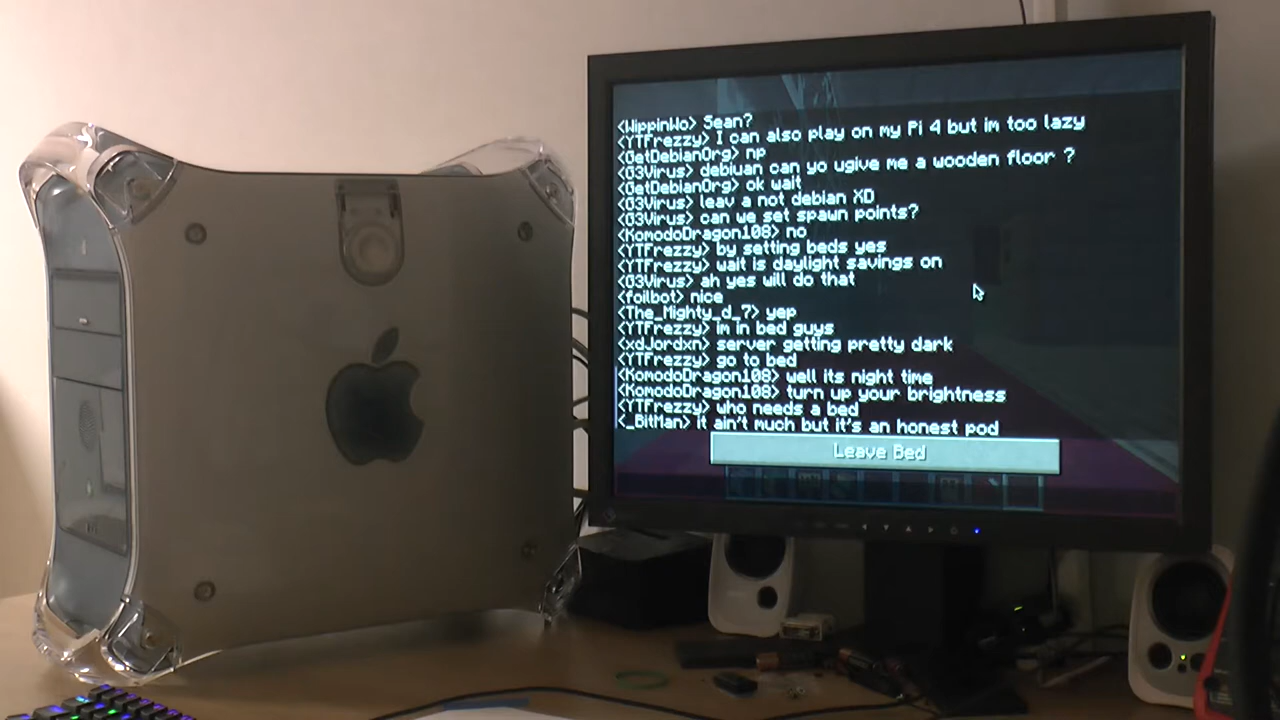 <WippinWo> Sean?
<YTFrezzy> I can also play on my Pi 4 but im too lazy
<GetDebianOrg> np
<G3Virus> debiuan can yo ugive me a wooden floor ?
<GetDebianOrg> ok wait
<G3Virus> leav a not debian XD
<G3Virus> can we set spawn points?
<KomodoDragon108> no
<YTFrezzy> by setting beds yes
<YTFrezzy> wait is daylight savings on
<G3Virus> ah yes will do that
<foilbot> nice
<The_Mighty_d_7> yep
<YTFrezzy> im in bed guys
<xdJordxn> server getting pretty dark
<YTFrezzy> go to bed
<KomodoDragon108> well its night time
<KomodoDragon108> turn up your brightness
<YTFrezzy> who needs a bed
<_BitMan> it ain't much but it's an honest pod
Leave Bed